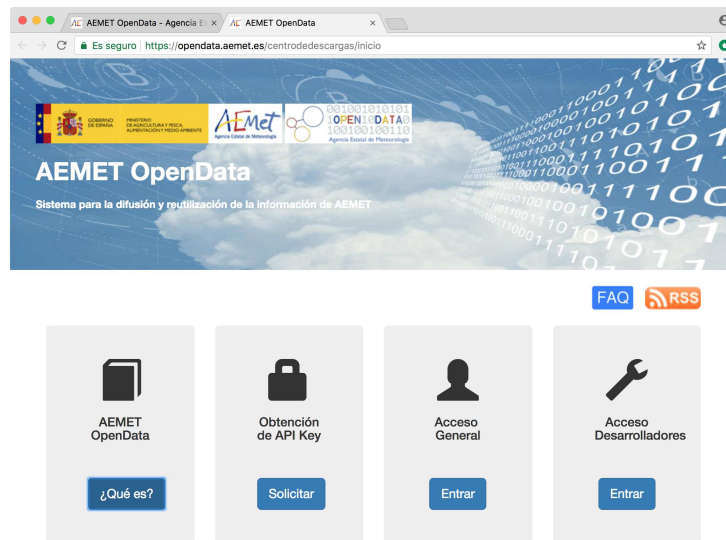 AEMET OpenData - Agencia E
AEMET OpenData
Es seguro https://opendata.aemet.es/centrodedescargas/inicio
GOBIERNO
DE ESPAÑA
MINISTERIO
DE AGRICULTURA Y PESCA,
ALIMENTACIÓN Y MEDIO AMBIENTE
AEMet
Agencia Estatal de Meteorología
001001010101
1OPEN10DATA0
100100100110
Agencia Estatal de Meteorología
AEMET OpenData
Sistema para la difusión y reutilización de la información de AEMET
FAQ
RSS
AEMET
OpenData
¿Qué es?
Obtención
de API Key
Solicitar
Acceso
General
Entrar
Acceso
Desarrolladores
Entrar